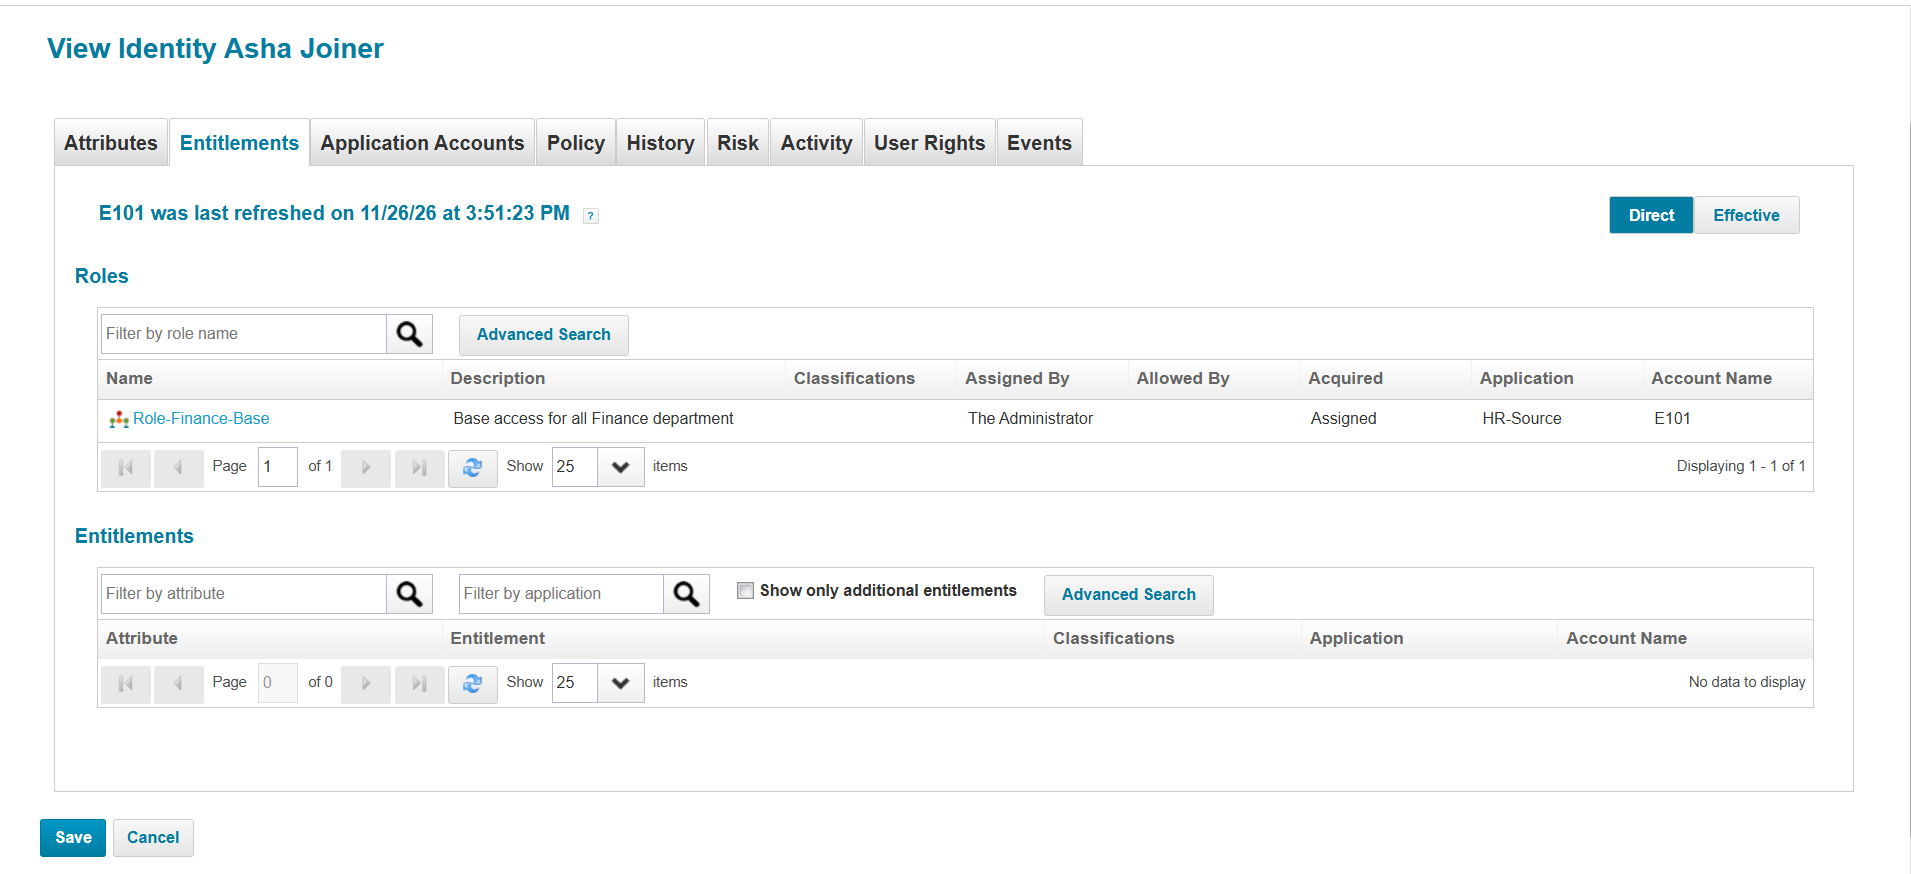 View Identity Asha Joiner
Attributes Entitlements Application Accounts Policy History Risk Activity User Rights Events
E101 was last refreshed on 11/26/26 at 3:51:23 PM ?
Direct Effective
Roles
Filter by role name Advanced Search
Name Description Classifications Assigned By Allowed By Acquired Application Account Name
Role-Finance-Base Base access for all Finance department The Administrator Assigned HR-Source E101
Page 1 of 1 Show 25 items Displaying 1 - 1 of 1
Entitlements
Filter by attribute Filter by application Show only additional entitlements Advanced Search
Attribute Entitlement Classifications Application Account Name
Page 0 of 0 Show 25 items No data to display
Save Cancel